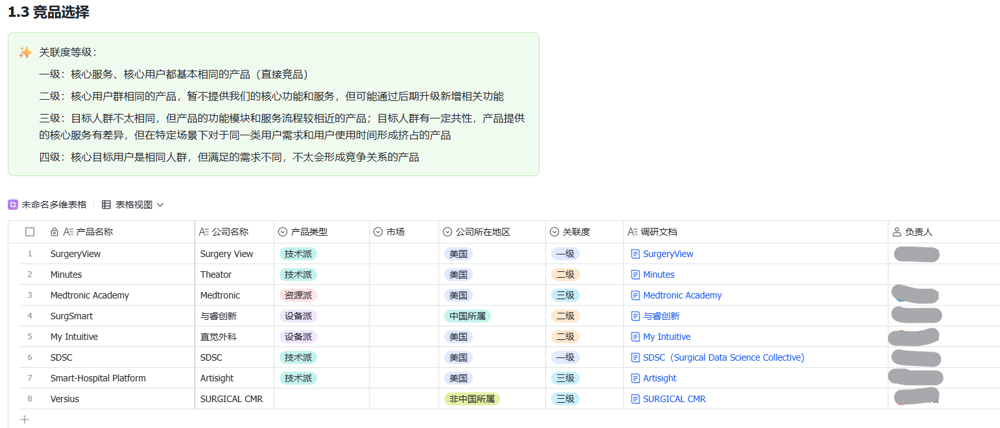 1.3 竞品选择
关联度等级：
一级：核心服务、核心用户都基本相同的产品（直接竞品）
二级：核心用户群相同的产品，暂不提供我们的核心功能和服务，但可能通过后期升级新增相关功能
三级：目标人群不太相同，但产品的功能模块和服务流程较相近的产品；目标人群有一定共性，产品提供
的核心服务有差异，但在特定场景下对于同一类用户需求和用户使用时间形成挤占的产品
四级：核心目标用户是相同人群，但满足的需求不同，不太会形成竞争关系的产品
未命名多维表格 表格视图
产品名称 公司名称 产品类型 市场 公司所在地区 关联度 调研文档 负责人
1 SurgeryView Surgery View 技术派 美国 一级 SurgeryView
2 Minutes Theator 技术派 美国 二级 Minutes
3 Medtronic Academy Medtronic 资源派 美国 三级 Medtronic Academy
4 SurgSmart 与睿创新 设备派 中国所属 二级 与睿创新
5 My Intuitive 直觉外科 设备派 美国 二级 My Intuitive
6 SDSC SDSC 技术派 美国 一级 SDSC（Surgical Data Science Collective)
7 Smart-Hospital Platform Artisight 技术派 美国 三级 Artisight
8 Versius SURGICAL CMR 非中国所属 三级 SURGICAL CMR